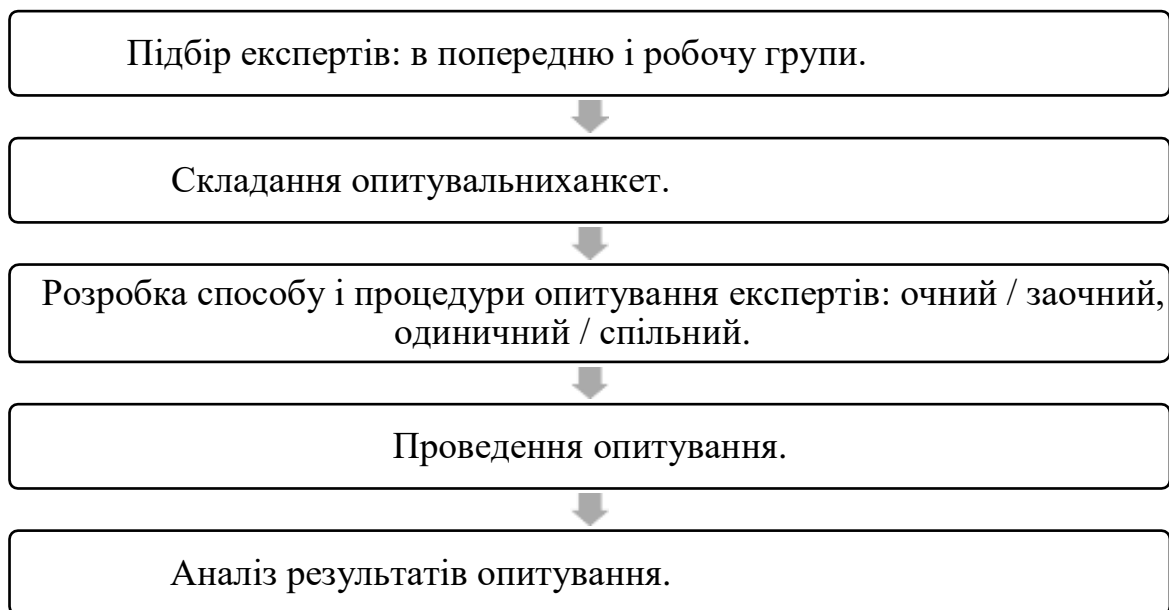 Підбір експертів: в попередню і робочу групи.
Складання опитувальниханкет.
Розробка способу і процедури опитування експертів: очний / заочний,
одиничний / спільний.
Проведення опитування.
Аналіз результатів опитування.